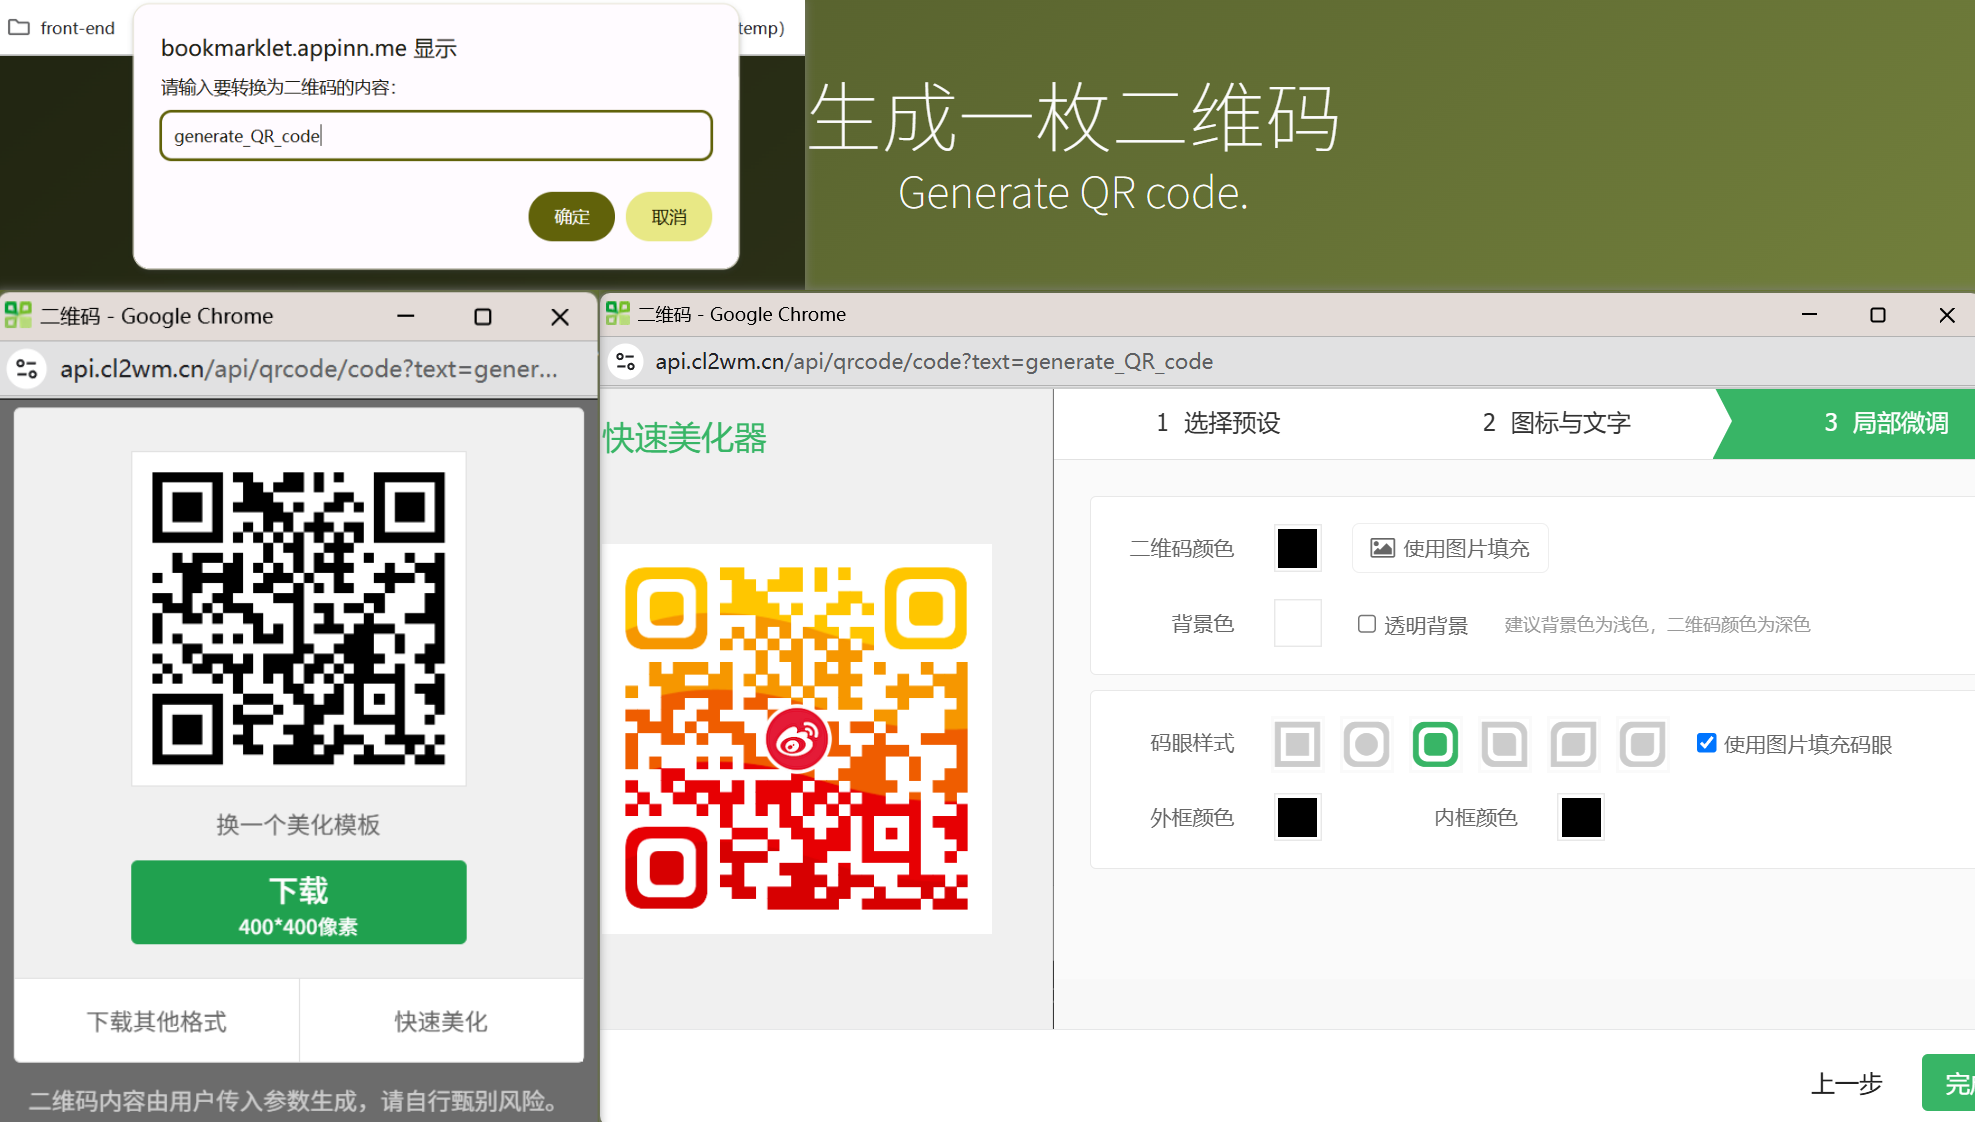 front-end
temp)
bookmarklet.appinn.me 显示
请输入要转换为二维码的内容：
generate_QR_code
确定
取消
生成一枚二维码
Generate QR code.
二维码 - Google Chrome
api.cl2wm.cn/api/qrcode/code?text=gener...
换一个美化模板
下载
400*400像素
下载其他格式
快速美化
二维码内容由用户传入参数生成，请自行甄别风险。
二维码 - Google Chrome
api.cl2wm.cn/api/qrcode/code?text=generate_QR_code
快速美化器
1 选择预设
2 图标与文字
3 局部微调
二维码颜色
使用图片填充
背景色
透明背景
建议背景色为浅色，二维码颜色为深色
码眼样式
使用图片填充码眼
外框颜色
内框颜色
上一步
完